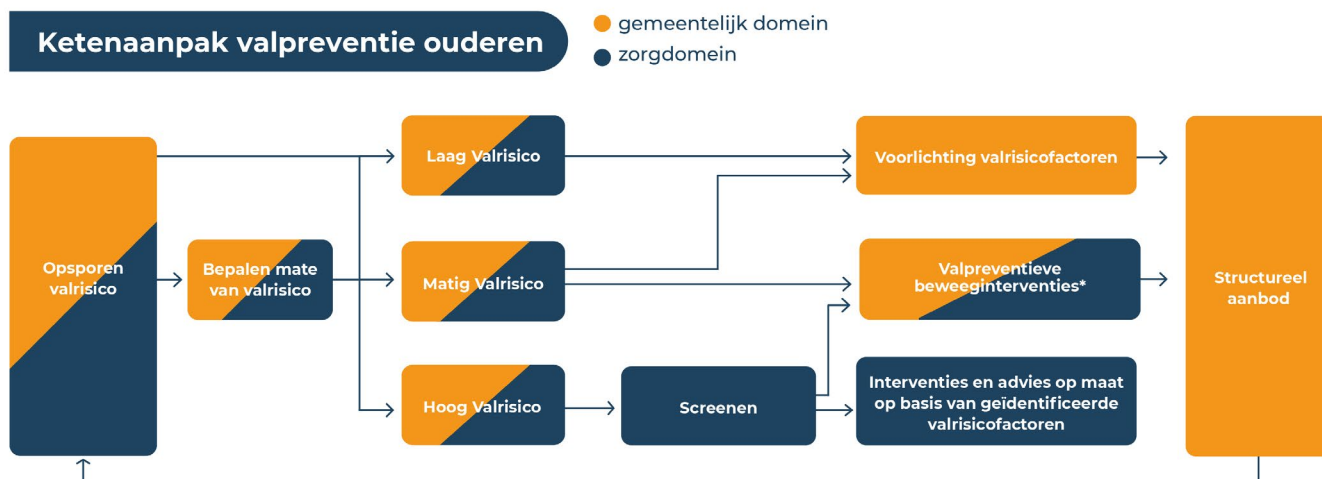 Ketenaanpak valpreventie ouderen
gemeentelijk domein
zorgdomein
Opsporen
valrisico
Bepalen mate
van valrisico
Laag Valrisico
Matig Valrisico
Hoog Valrisico
Screenen
Voorlichting valrisicofactoren
Valpreventieve
beweeginterventies*
Interventies en advies op maat
op basis van geïdentificeerde
valrisicofactoren
Structureel
aanbod